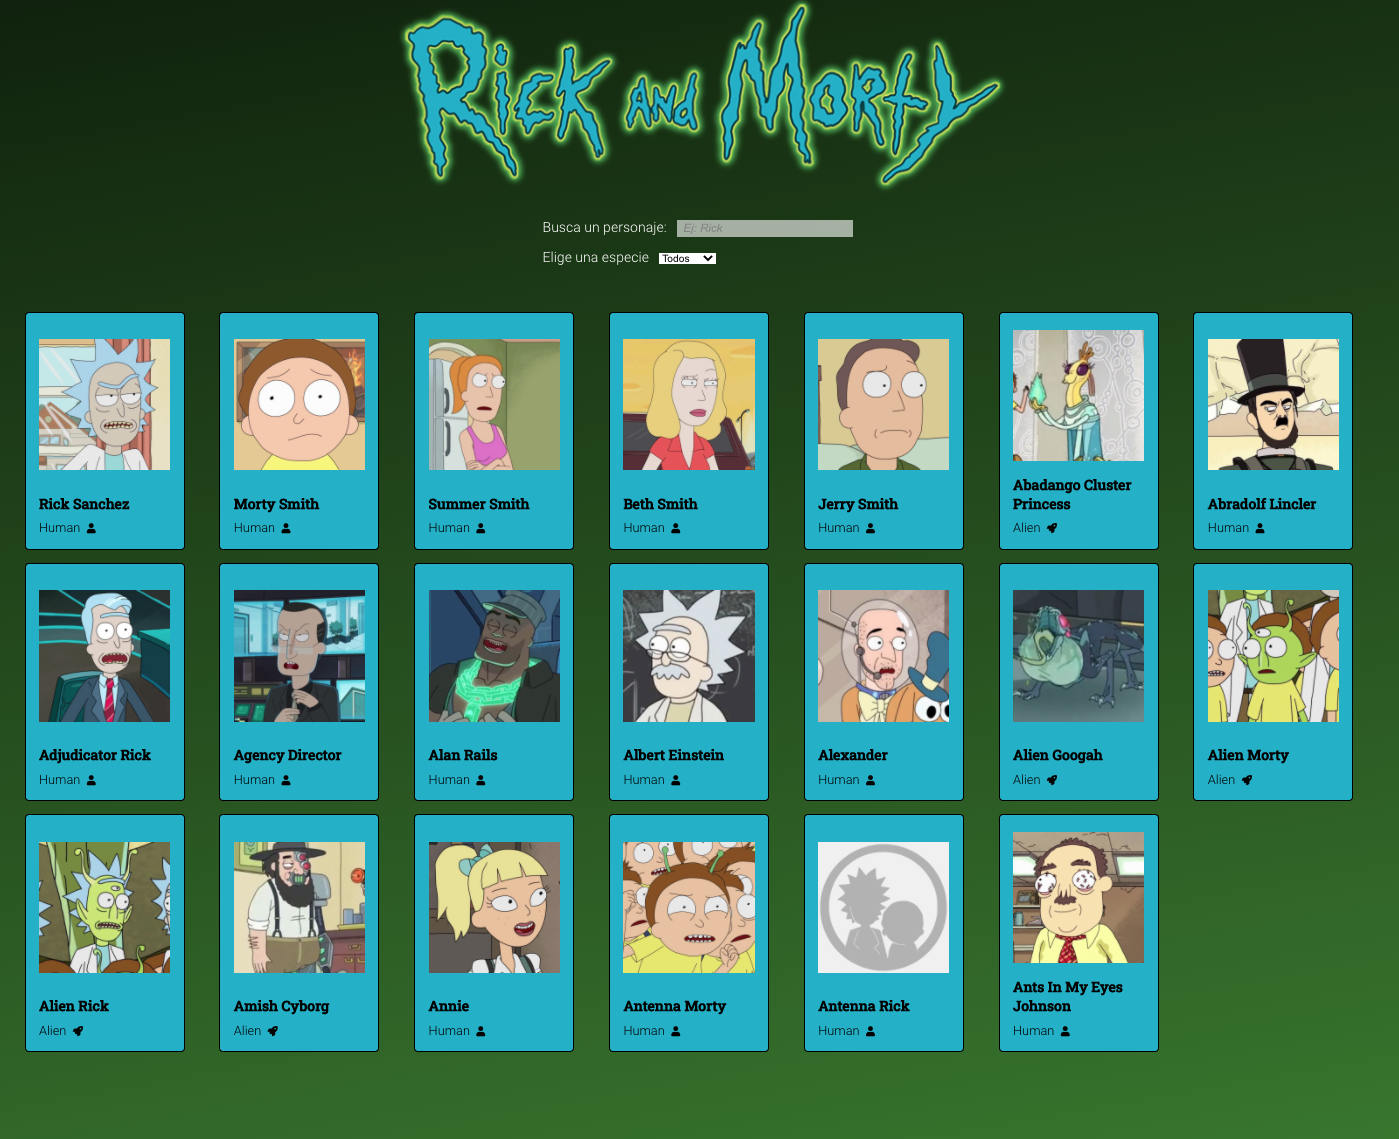 Rick and Morty
Busca un personaje: Ej: Rick
Elige una especie Todos
Rick Sanchez
Human
Morty Smith
Human
Summer Smith
Human
Beth Smith
Human
Jerry Smith
Human
Abadango Cluster
Princess
Alien
Abradolf Lincler
Human
Adjudicator Rick
Human
Agency Director
Human
Alan Rails
Human
Albert Einstein
Human
Alexander
Human
Alien Googah
Alien
Alien Morty
Alien
Alien Rick
Alien
Amish Cyborg
Alien
Annie
Human
Antenna Morty
Human
Antenna Rick
Human
Ants In My Eyes
Johnson
Human